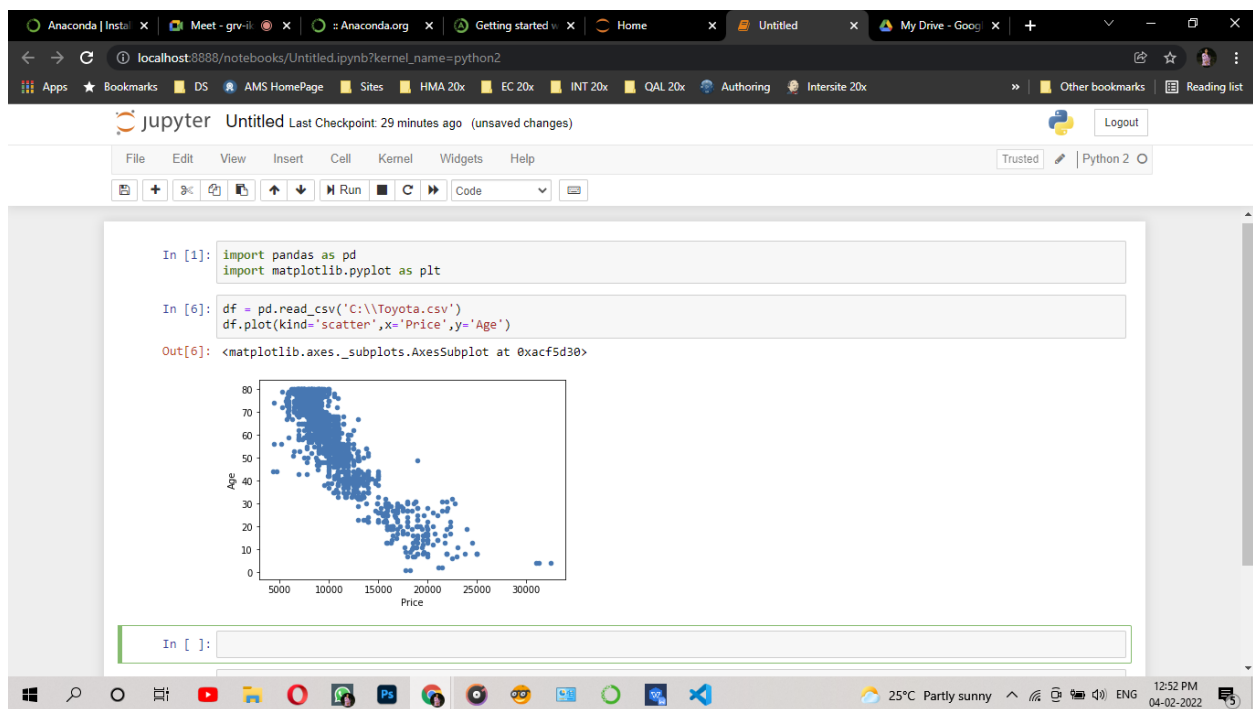 Anaconda | Instal Meet - grv-ik :: Anaconda.org Getting started w Home Untitled My Drive - Googl
localhost:8888/notebooks/Untitled.ipynb?kernel_name=python2
Apps Bookmarks DS AMS HomePage Sites HMA 20x EC 20x INT 20x QAL 20x Authoring Intersite 20x » Other bookmarks Reading list
jupyter Untitled Last Checkpoint: 29 minutes ago (unsaved changes) Logout
File Edit View Insert Cell Kernel Widgets Help Trusted Python 2
Run Code
In [1]: import pandas as pd
import matplotlib.pyplot as plt
In [6]: df = pd.read_csv('C:\\Toyota.csv')
df.plot(kind='scatter',x='Price',y='Age')
Out[6]: <matplotlib.axes._subplots.AxesSubplot at 0xacf5d30>
80
70
60
50
40
30
20
10
0
Age
5000 10000 15000 20000 25000 30000
Price
In [ ]:
Ps 25°C Partly sunny ENG 12:52 PM
04-02-2022 5